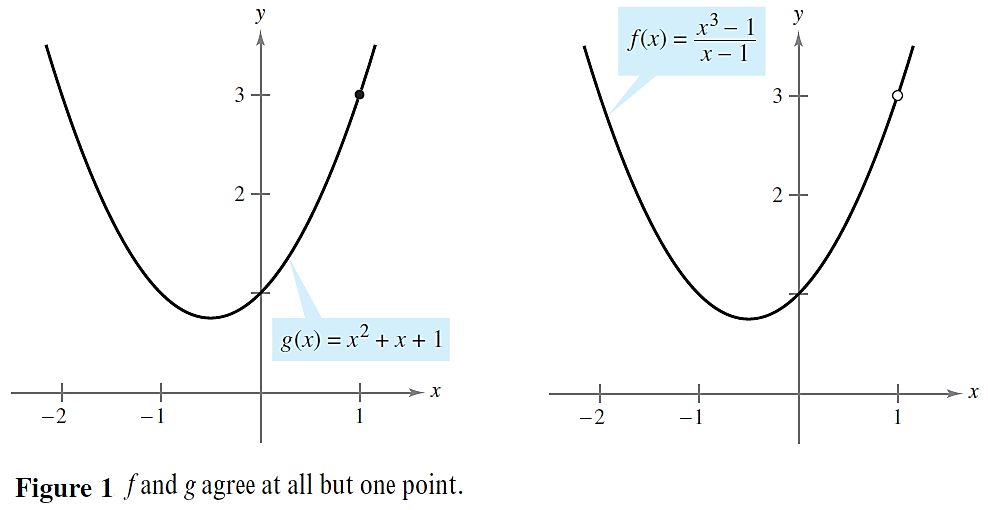 y
3
2
g(x) = x² + x + 1
x
−2
−1
1
y
f(x) = (x³ − 1)/(x − 1)
3
2
x
−2
−1
1
Figure 1 f and g agree at all but one point.